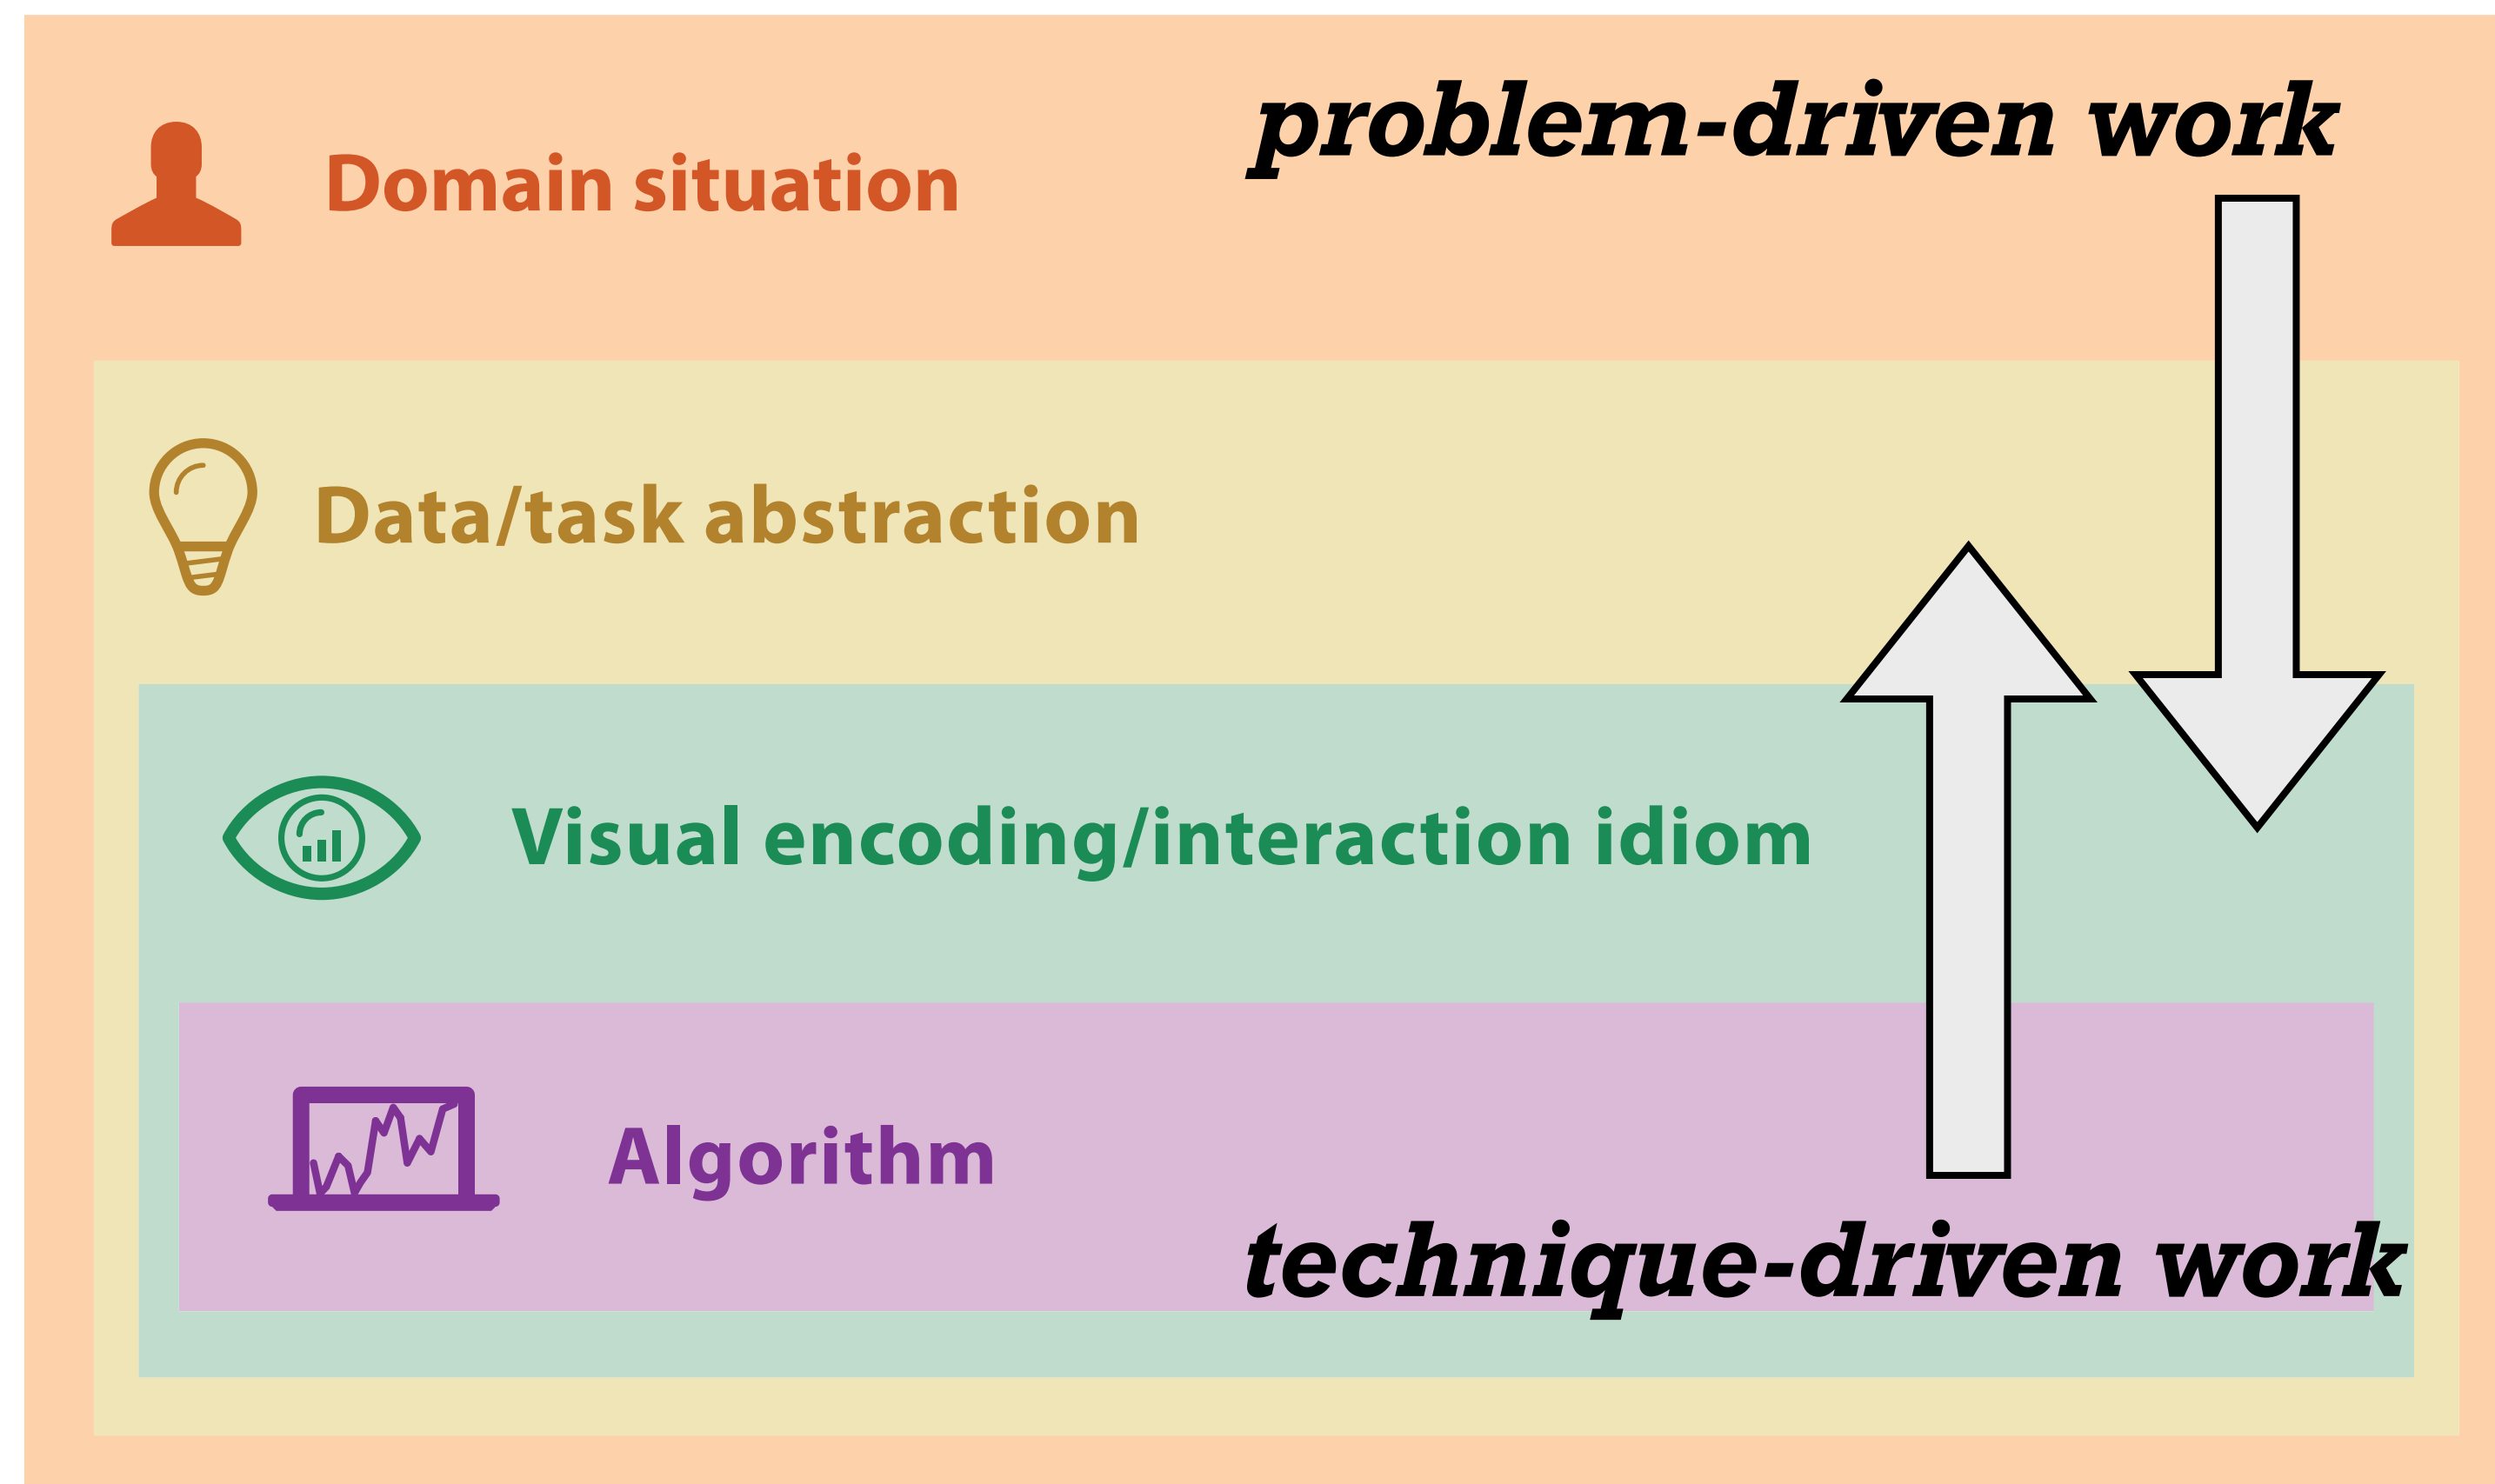 problem-driven work
Domain situation
Data/task abstraction
Visual encoding/interaction idiom
Algorithm
technique-driven work